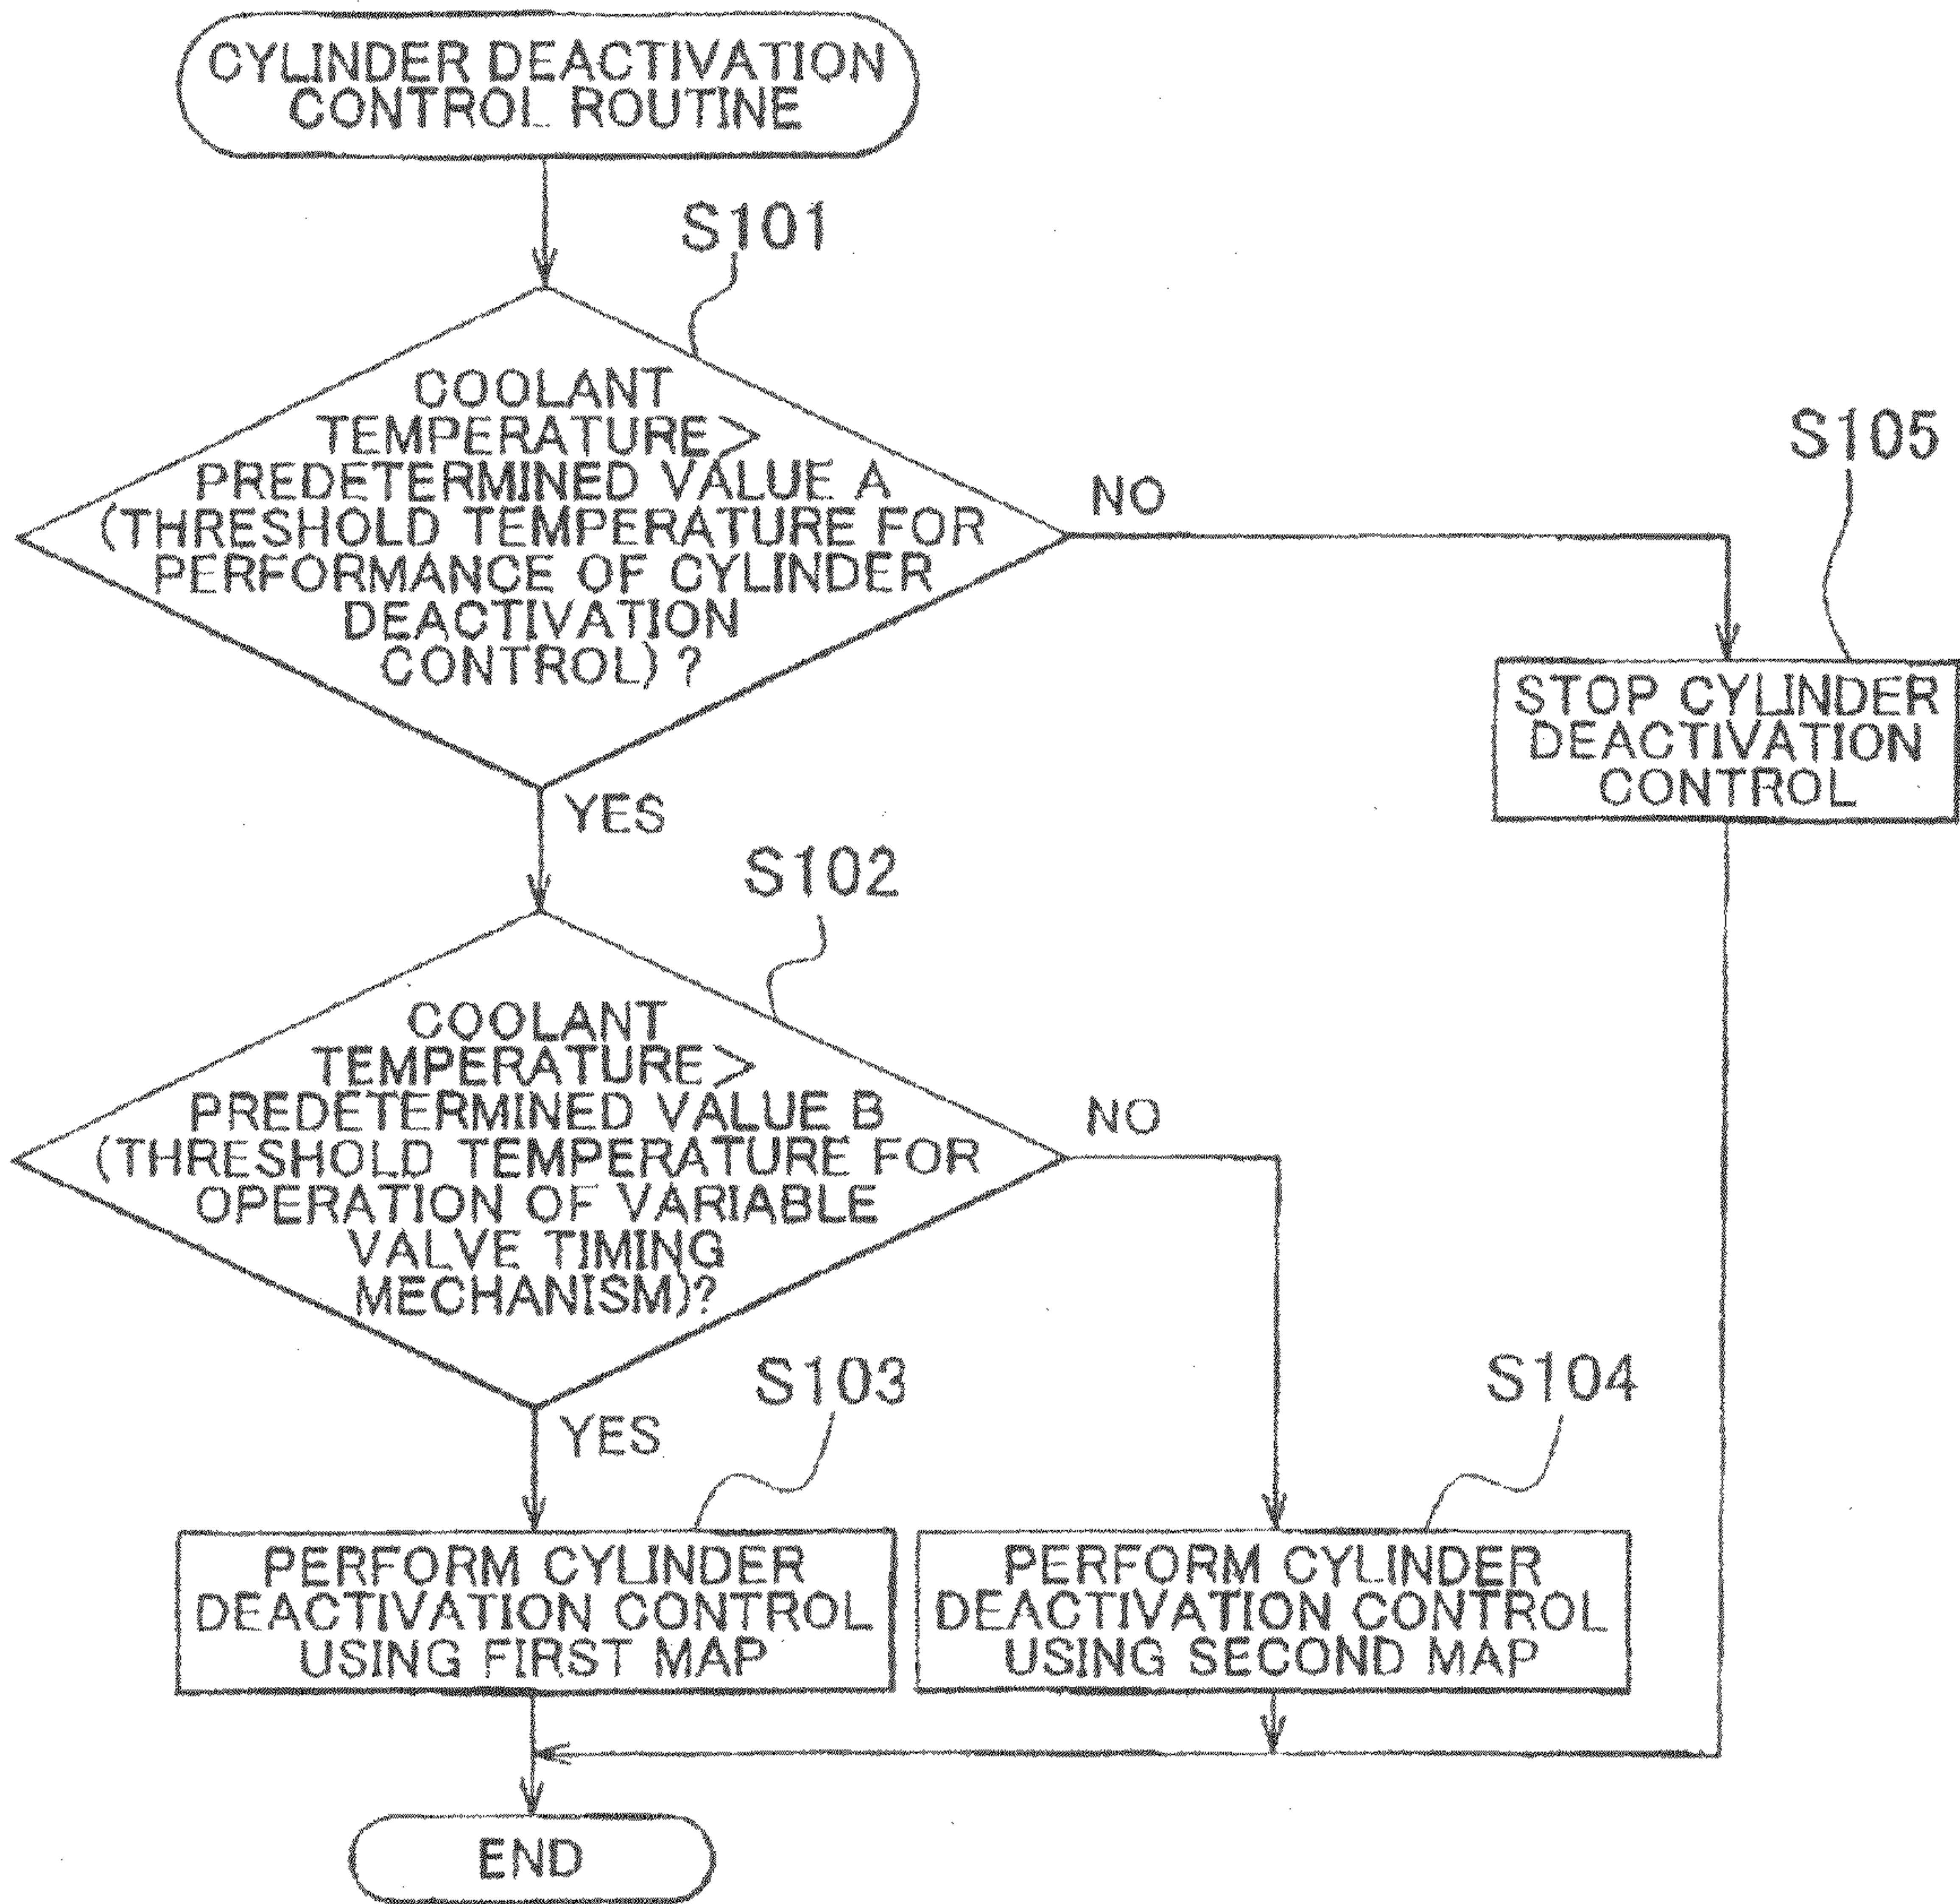 CYLINDER DEACTIVATION
CONTROL ROUTINE
S101
COOLANT
TEMPERATURE>
PREDETERMINED VALUE A
(THRESHOLD TEMPERATURE FOR
PERFORMANCE OF CYLINDER
DEACTIVATION
CONTROL) ?
NO
S105
STOP CYLINDER
DEACTIVATION
CONTROL
YES
S102
COOLANT
TEMPERATURE>
PREDETERMINED VALUE B
(THRESHOLD TEMPERATURE FOR
OPERATION OF VARIABLE
VALVE TIMING
MECHANISM)?
NO
YES
S103
PERFORM CYLINDER
DEACTIVATION CONTROL
USING FIRST MAP
S104
PERFORM CYLINDER
DEACTIVATION CONTROL
USING SECOND MAP
END